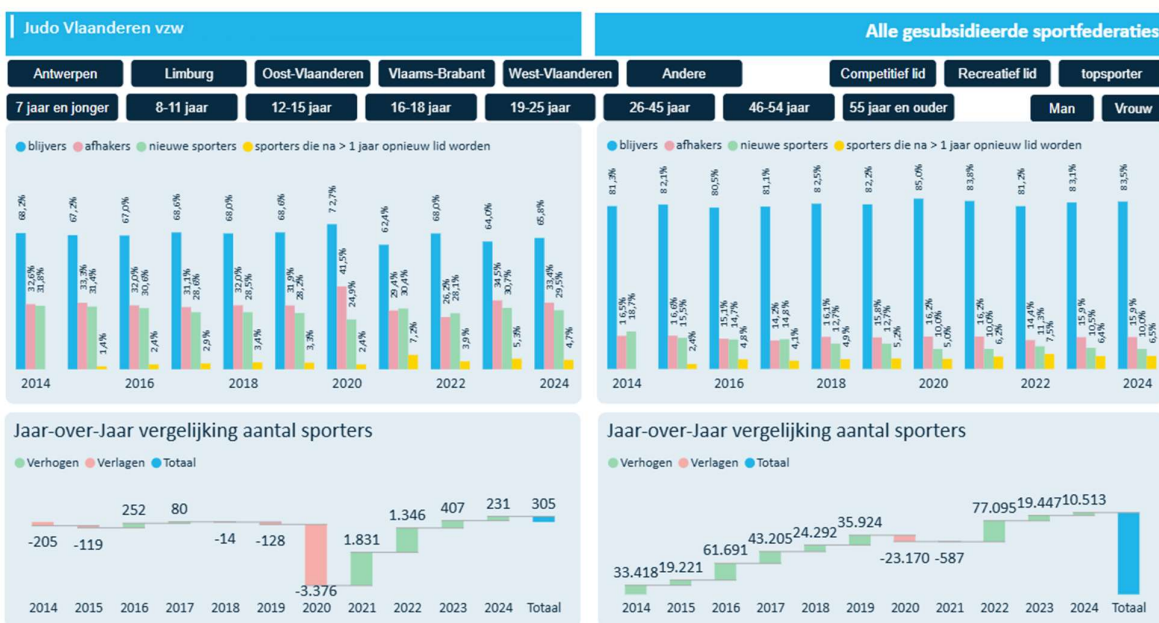 Judo Vlaanderen vzw
Alle gesubsidieerde sportfederaties
Antwerpen Limburg Oost-Vlaanderen Vlaams-Brabant West-Vlaanderen Andere Competitief lid Recreatief lid topsporter
7 jaar en jonger 8-11 jaar 12-15 jaar 16-18 jaar 19-25 jaar 26-45 jaar 46-54 jaar 55 jaar en ouder Man Vrouw
blijvers afhakers nieuwe sporters sporters die na > 1 jaar opnieuw lid worden
68,2% 32,6% 31,8%
67,2% 33,3% 31,4% 1,4%
67,0% 32,0% 30,6% 2,4%
68,6% 31,1% 28,6% 2,9%
68,0% 32,0% 28,5% 3,4%
68,6% 31,9% 28,2% 3,3%
72,7% 41,5% 24,9% 2,4%
62,4% 29,4% 30,4% 7,2%
68,0% 26,2% 28,1% 3,9%
64,0% 34,5% 30,7% 5,3%
65,8% 33,4% 29,5% 4,7%
2014 2016 2018 2020 2022 2024
blijvers afhakers nieuwe sporters sporters die na > 1 jaar opnieuw lid worden
81,3% 16,5% 18,7%
82,1% 16,6% 15,5% 2,4%
80,5% 15,1% 14,7% 4,8%
81,1% 14,2% 14,8% 4,1%
82,5% 16,1% 12,7% 4,9%
82,2% 15,8% 12,7% 5,2%
85,0% 16,2% 10,0% 5,0%
83,8% 16,2% 10,0% 6,2%
81,2% 14,4% 11,3% 7,5%
83,1% 15,9% 10,5% 6,4%
83,5% 15,9% 10,0% 6,5%
2014 2016 2018 2020 2022 2024
Jaar-over-Jaar vergelijking aantal sporters
Verhogen Verlagen Totaal
-205 -119 252 80 -14 -128 -3.376 1.831 1.346 407 231 305
2014 2015 2016 2017 2018 2019 2020 2021 2022 2023 2024 Totaal
Jaar-over-Jaar vergelijking aantal sporters
Verhogen Verlagen Totaal
33.418 19.221 61.691 43.205 24.292 35.924 -23.170 -587 77.095 19.447 10.513
2014 2015 2016 2017 2018 2019 2020 2021 2022 2023 2024 Totaal